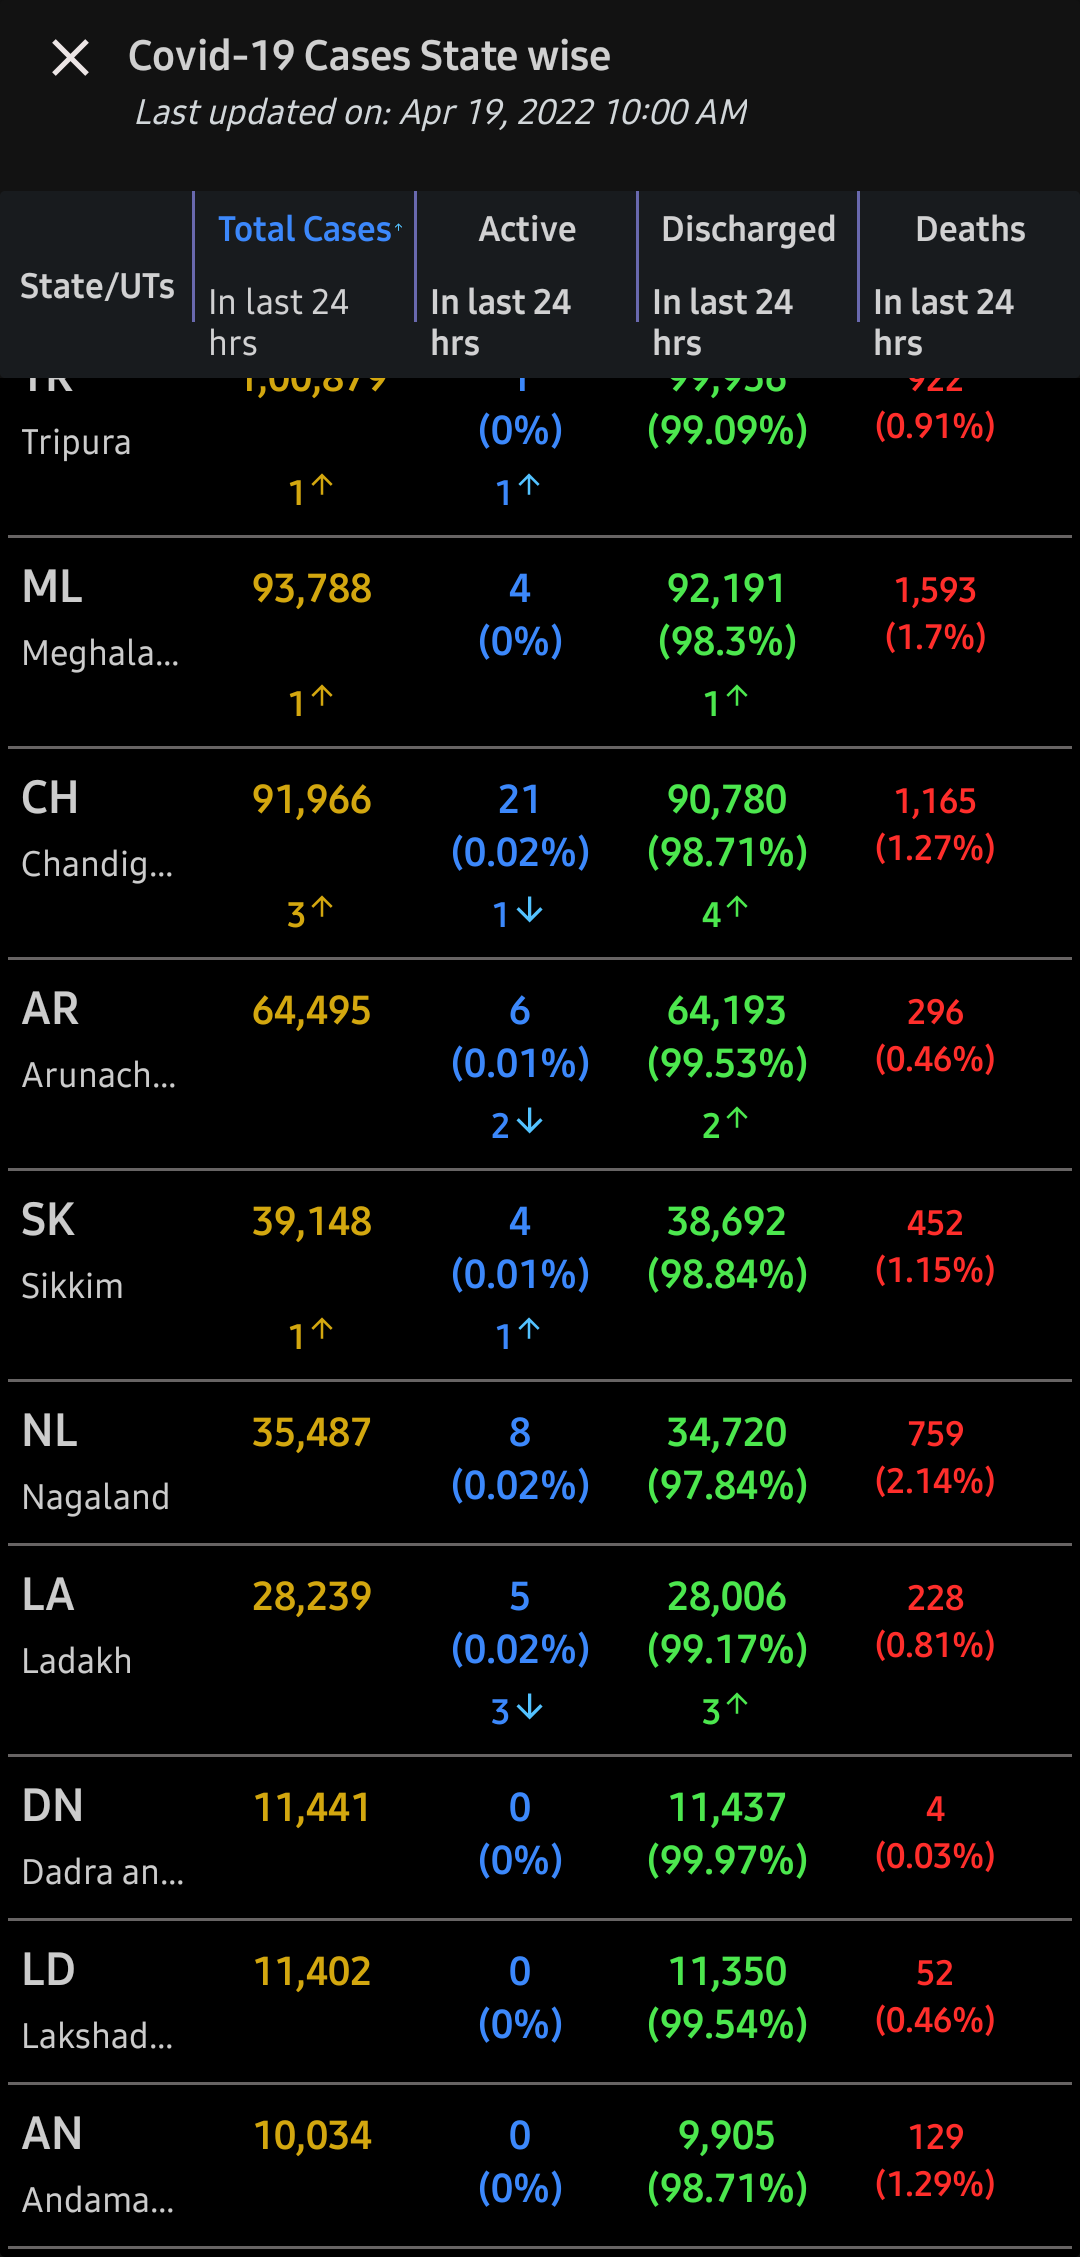 Covid-19 Cases State wise
Last updated on: Apr 19, 2022 10:00 AM
State/UTs
Total Cases↑ Active Discharged Deaths
In last 24 hrs In last 24 hrs In last 24 hrs In last 24 hrs
TR 1,00,879 1 99,956 922
Tripura (0%) (99.09%) (0.91%)
1↑ 1↑
ML 93,788 4 92,191 1,593
Meghala... (0%) (98.3%) (1.7%)
1↑ 1↑
CH 91,966 21 90,780 1,165
Chandig... (0.02%) (98.71%) (1.27%)
3↑ 1↓ 4↑
AR 64,495 6 64,193 296
Arunach... (0.01%) (99.53%) (0.46%)
2↓ 2↑
SK 39,148 4 38,692 452
Sikkim (0.01%) (98.84%) (1.15%)
1↑ 1↑
NL 35,487 8 34,720 759
Nagaland (0.02%) (97.84%) (2.14%)
LA 28,239 5 28,006 228
Ladakh (0.02%) (99.17%) (0.81%)
3↓ 3↑
DN 11,441 0 11,437 4
Dadra an... (0%) (99.97%) (0.03%)
LD 11,402 0 11,350 52
Lakshad... (0%) (99.54%) (0.46%)
AN 10,034 0 9,905 129
Andama... (0%) (98.71%) (1.29%)